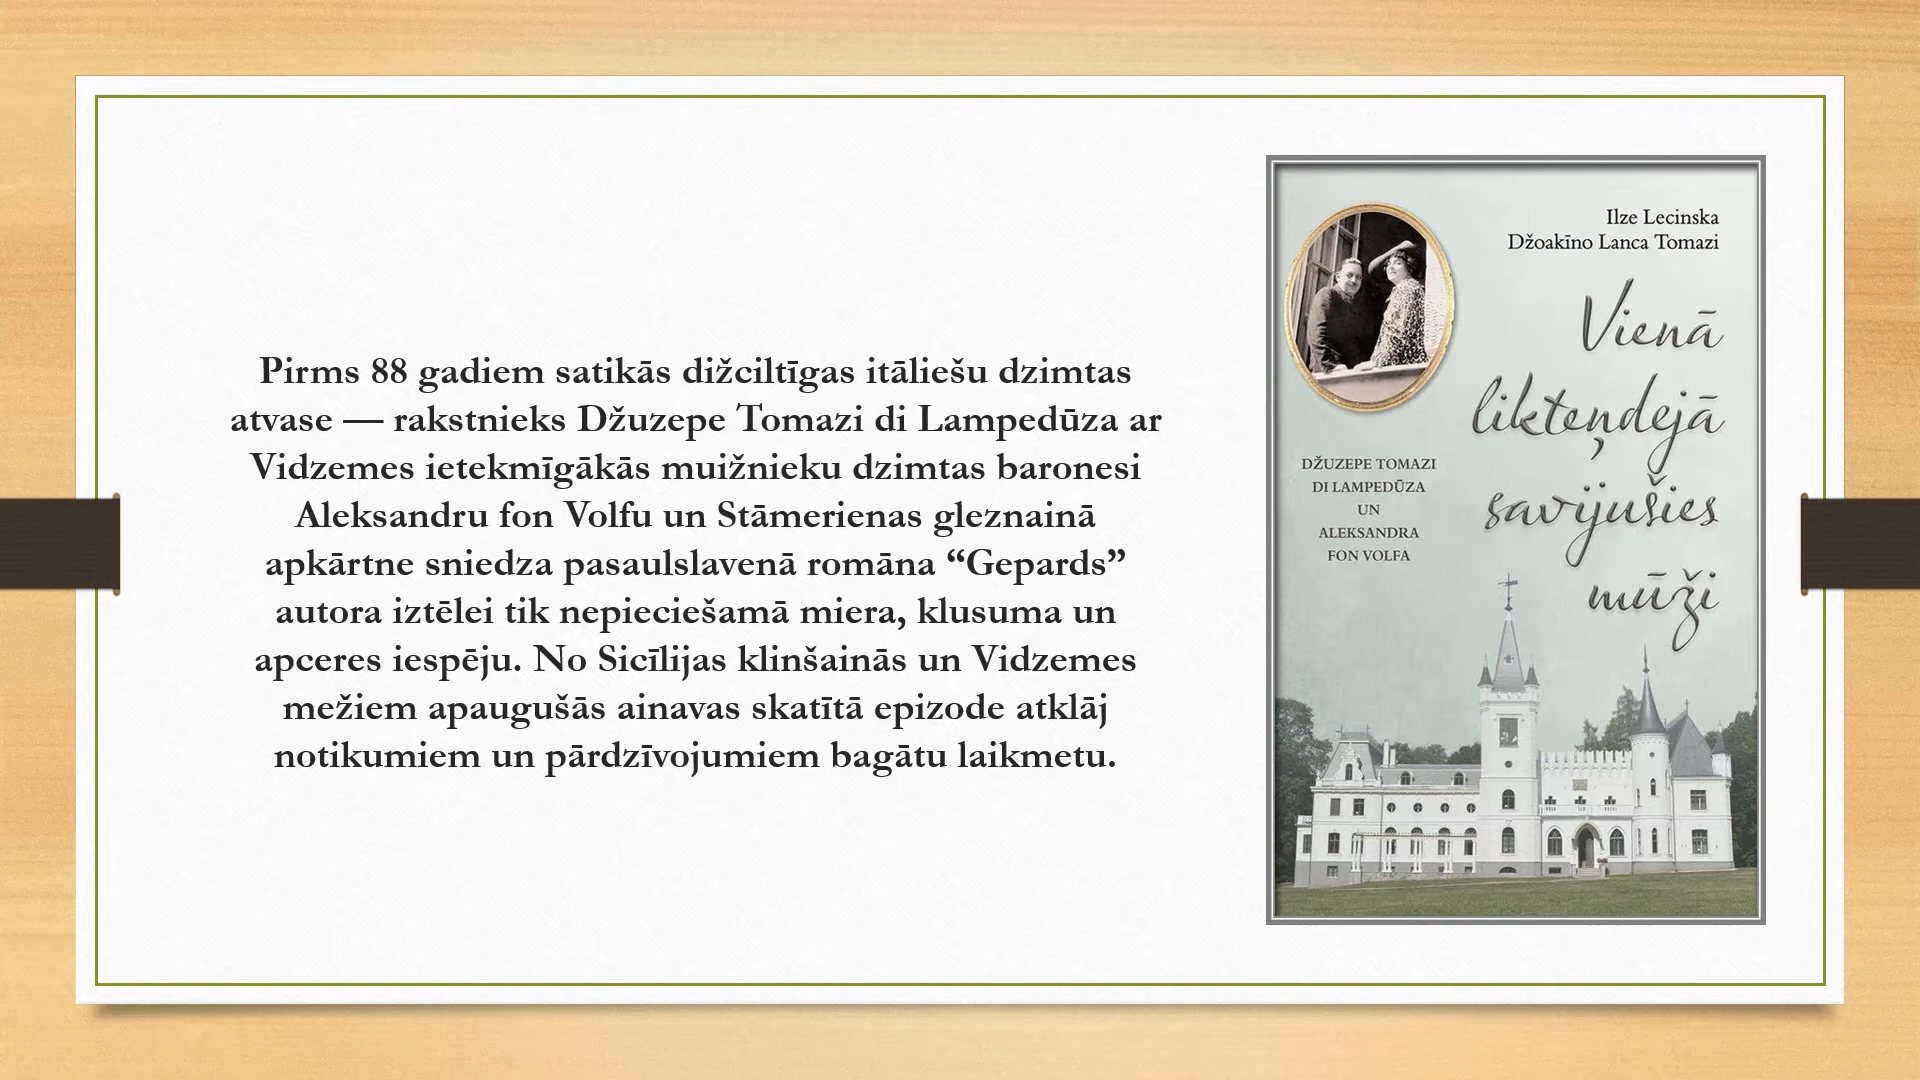 Pirms 88 gadiem satikās dižciltīgas itāliešu dzimtas
atvase — rakstnieks Džuzepe Tomazi di Lampedūza ar
Vidzemes ietekmīgākās muižnieku dzimtas baronesi
Aleksandru fon Volfu un Stāmerienas gleznainā
apkārtne sniedza pasaulslavenā romāna “Gepards”
autora iztēlei tik nepieciešamā miera, klusuma un
apceres iespēju. No Sicīlijas klinšainās un Vidzemes
mežiem apaugušās ainavas skatītā epizode atklāj
notikumiem un pārdzīvojumiem bagātu laikmetu.
Ilze Lecinska
Džoakīno Lanca Tomazi
Vienā
likteņdejā
savijušies
mūži
DŽUZEPE TOMAZI
DI LAMPEDŪZA
UN
ALEKSANDRA
FON VOLFA